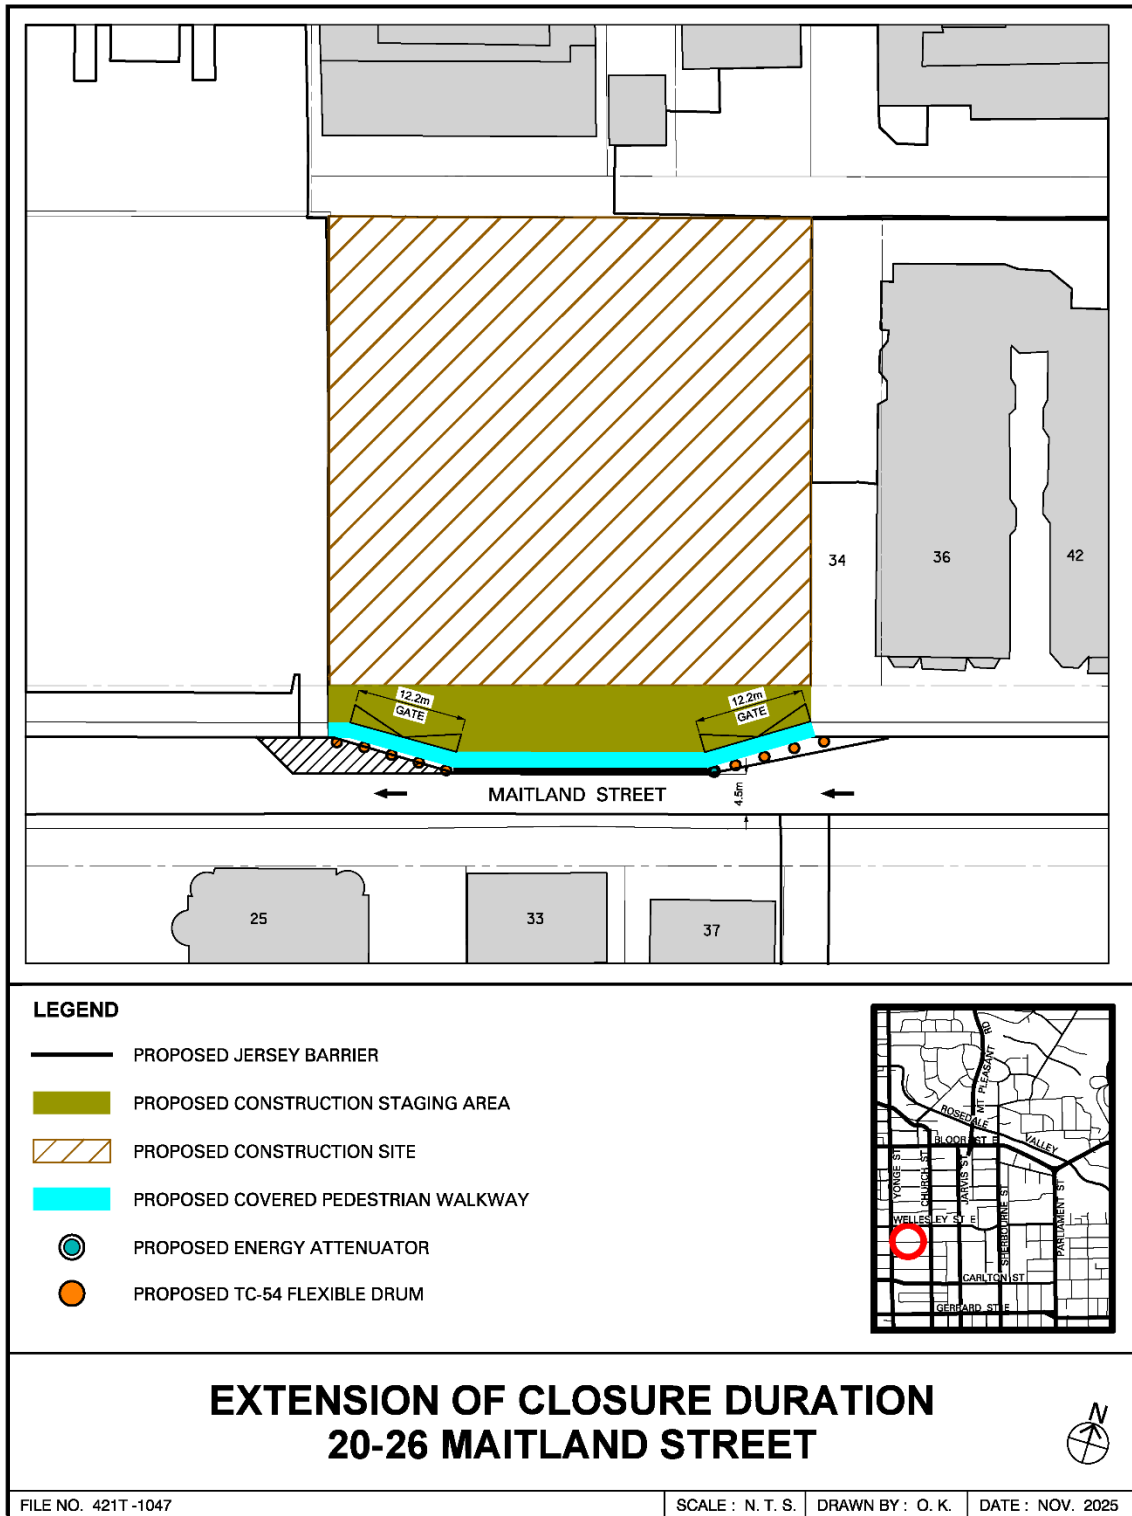 34
36
42
12.2m
GATE
12.2m
GATE
MAITLAND STREET
4.5m
25
33
37
LEGEND
PROPOSED JERSEY BARRIER
PROPOSED CONSTRUCTION STAGING AREA
PROPOSED CONSTRUCTION SITE
PROPOSED COVERED PEDESTRIAN WALKWAY
PROPOSED ENERGY ATTENUATOR
PROPOSED TC-54 FLEXIBLE DRUM
MT PLEASANT RD
ROSEDALE VALLEY
BLOOR ST E
YONGE ST
CHURCH ST
JARVIS ST
SHERBOURNE ST
PARLIAMENT ST
WELLESLEY ST E
CARLTON ST
GERRARD ST E
EXTENSION OF CLOSURE DURATION
20-26 MAITLAND STREET
N
FILE NO. 421T-1047
SCALE : N. T. S.
DRAWN BY : O. K.
DATE : NOV. 2025